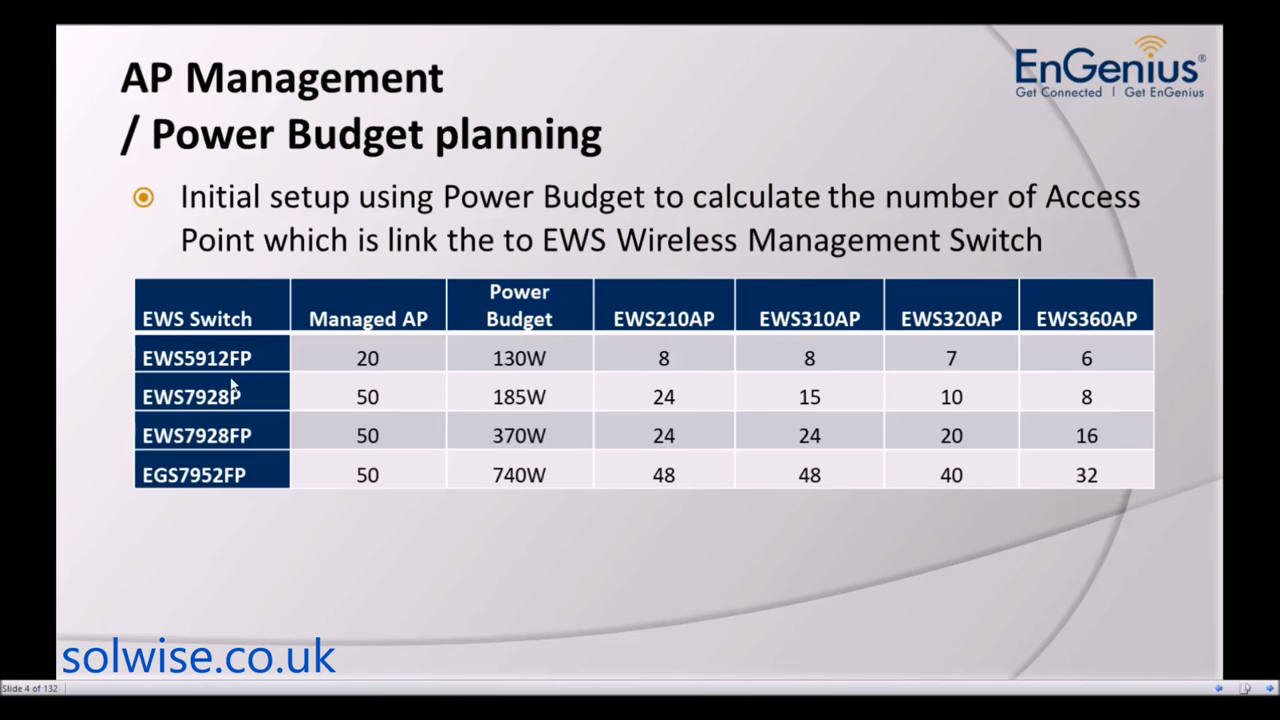 AP Management
/ Power Budget planning
EnGenius®
Get Connected | Get EnGenius
Initial setup using Power Budget to calculate the number of Access
Point which is link the to EWS Wireless Management Switch
EWS Switch Managed AP Power Budget EWS210AP EWS310AP EWS320AP EWS360AP
EWS5912FP 20 130W 8 8 7 6
EWS7928P 50 185W 24 15 10 8
EWS7928FP 50 370W 24 24 20 16
EGS7952FP 50 740W 48 48 40 32
solwise.co.uk
Slide 4 of 132